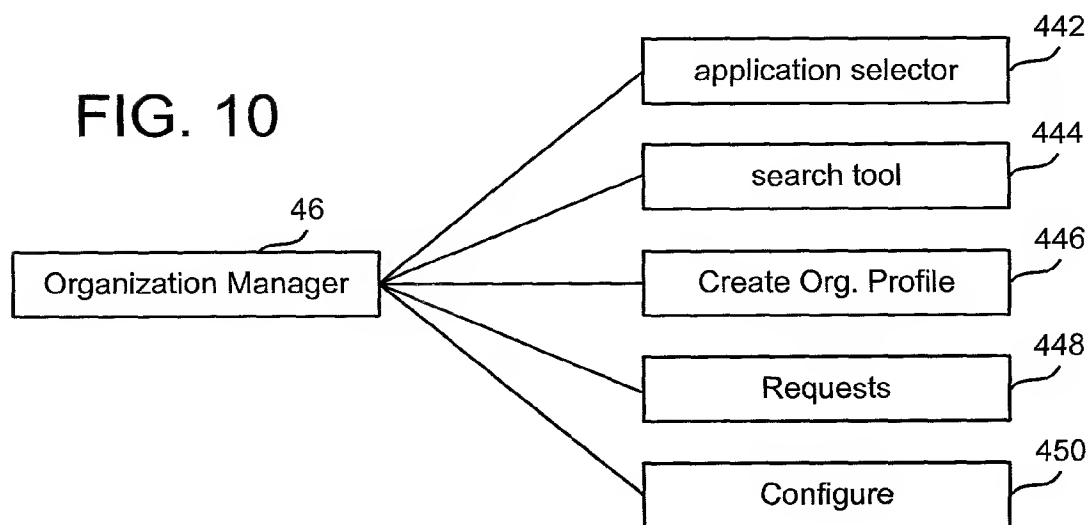 FIG. 10
442
application selector
444
search tool
46
Organization Manager
446
Create Org. Profile
448
Requests
450
Configure